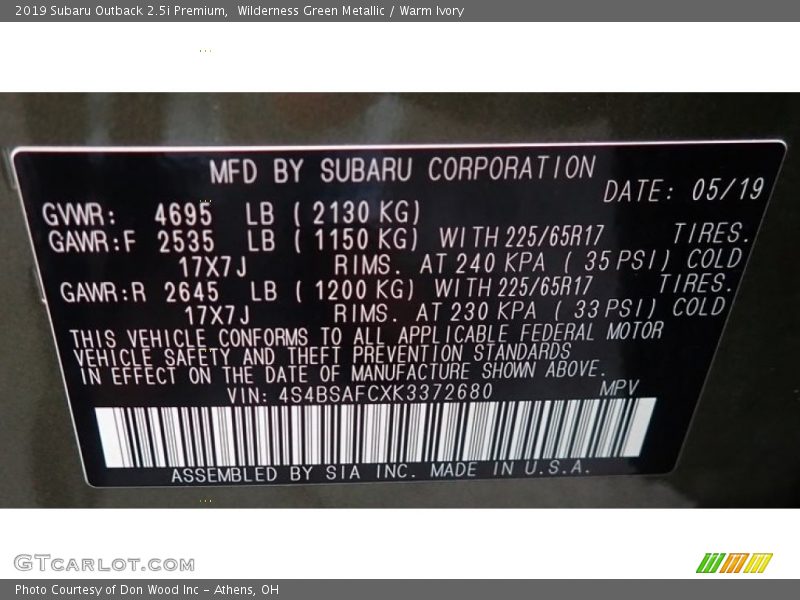 2019 Subaru Outback 2.5i Premium,  Wilderness Green Metallic / Warm Ivory
MFD BY SUBARU CORPORATION
DATE: 05/19
GVWR: 4695 LB ( 2130 KG)
GAWR:F 2535 LB ( 1150 KG) WITH 225/65R17 TIRES.
17X7J RIMS. AT 240 KPA ( 35 PSI) COLD
GAWR:R 2645 LB ( 1200 KG) WITH 225/65R17 TIRES.
17X7J RIMS. AT 230 KPA ( 33 PSI) COLD
THIS VEHICLE CONFORMS TO ALL APPLICABLE FEDERAL MOTOR
VEHICLE SAFETY AND THEFT PREVENTION STANDARDS
IN EFFECT ON THE DATE OF MANUFACTURE SHOWN ABOVE.
VIN: 4S4BSAFCXK3372680 MPV
ASSEMBLED BY SIA INC. MADE IN U.S.A.
GTCARLOT.COM
Photo Courtesy of Don Wood Inc - Athens, OH